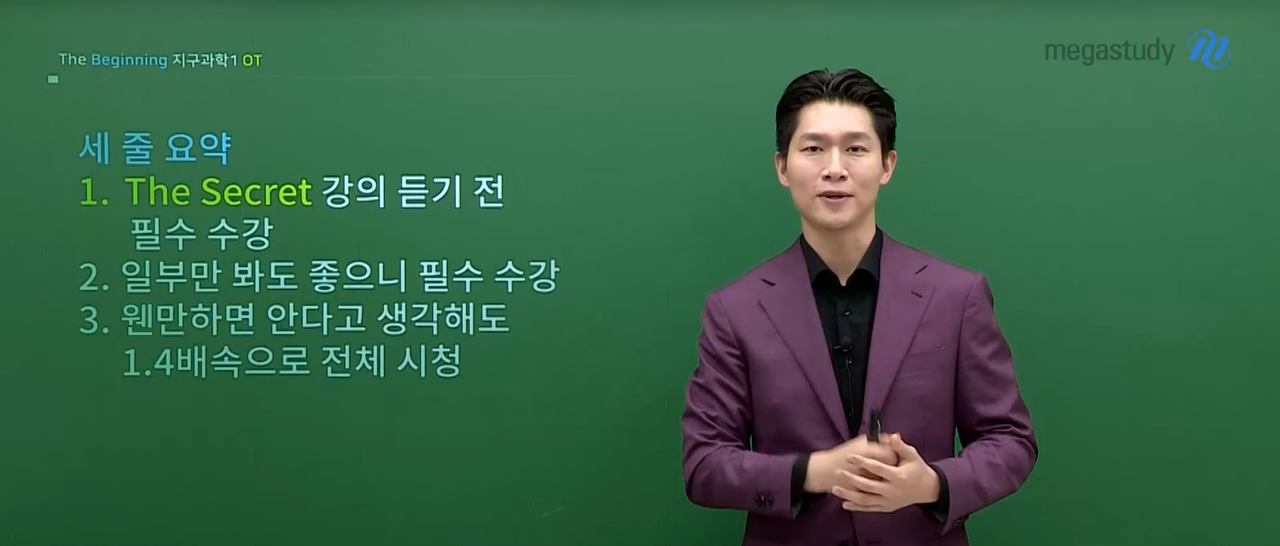 The Beginning 지구과학1 OT
megastudy
세 줄 요약
1. The Secret 강의 듣기 전
필수 수강
2. 일부만 봐도 좋으니 필수 수강
3. 웬만하면 안다고 생각해도
1.4배속으로 전체 시청